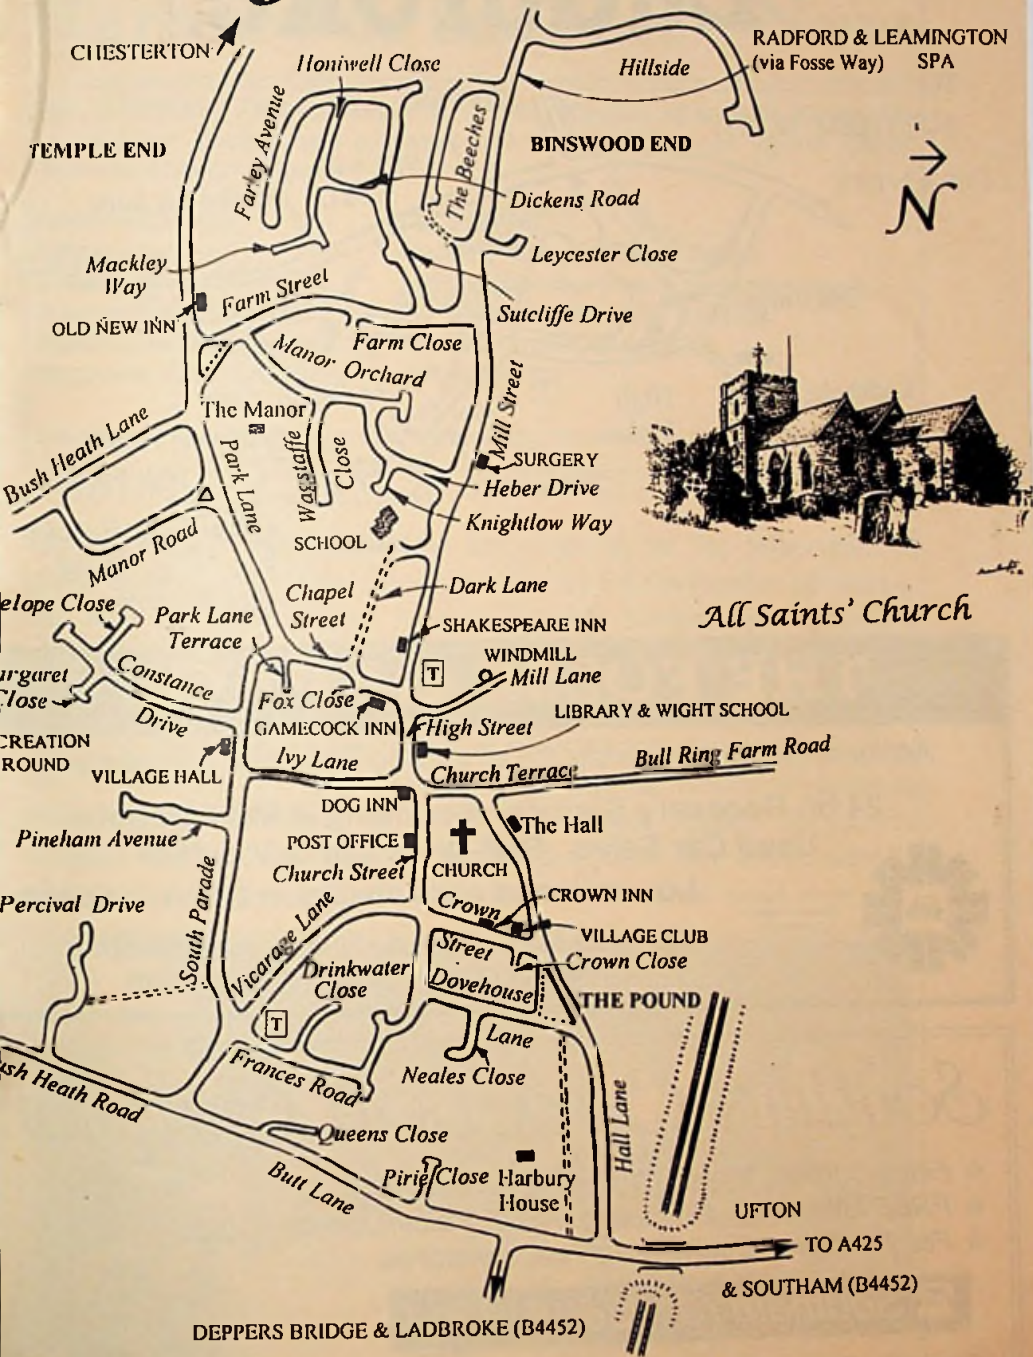 CHESTERTON
Honiwell Close
RADFORD & LEAMINGTON
(via Fosse Way) SPA
Hillside
TEMPLE END
Farley Avenue
The Beeches
BINSWOOD END
N
Dickens Road
Mackley
Way
Leycester Close
Farm Street
OLD NEW INN
Sutcliffe Drive
Farm Close
Manor Orchard
Mill Street
The Manor
Bush Heath Lane
Park Lane
Wagstaffe
Close
SURGERY
Heber Drive
Knightlow Way
SCHOOL
Manor Road
Dark Lane
Chapel
Street
All Saints' Church
elope Close
Park Lane
Terrace
SHAKESPEARE INN
WINDMILL
T
Mill Lane
Constance
Drive
argaret
Close
Fox Close
GAMECOCK INN
LIBRARY & WIGHT SCHOOL
High Street
CREATION
ROUND
VILLAGE HALL
Ivy Lane
Church Terrace
Bull Ring Farm Road
DOG INN
Pineham Avenue
POST OFFICE
The Hall
Church Street
CHURCH
Percival Drive
South Parade
Vicarage Lane
Crown
Street
CROWN INN
VILLAGE CLUB
Crown Close
Drinkwater
Close
Dovehouse
Lane
THE POUND
T
Frances Road
Neales Close
ush Heath Road
Hall Lane
Queens Close
Butt Lane
Pirie Close
Harbury
House
UFTON
TO A425
& SOUTHAM (B4452)
DEPPERS BRIDGE & LADBROKE (B4452)